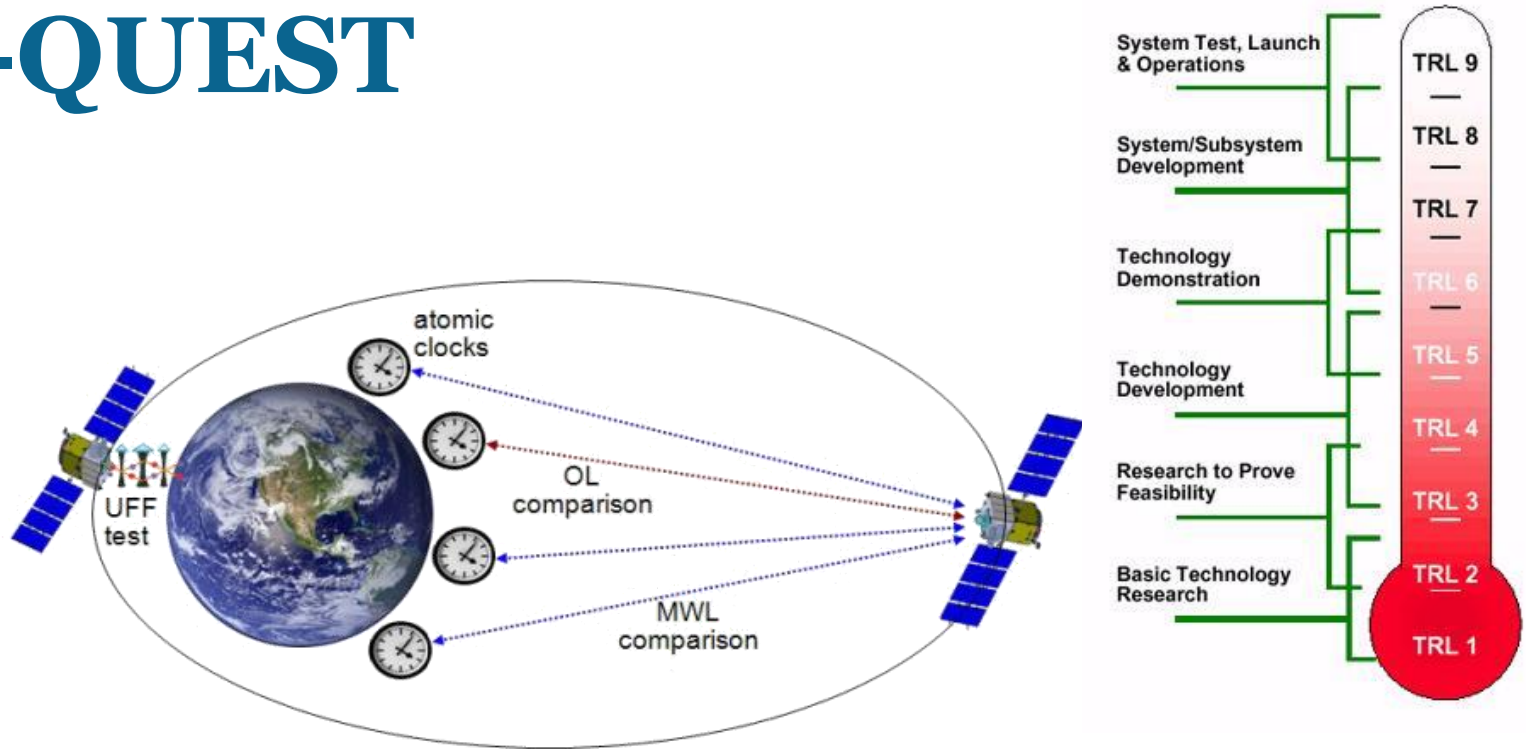 -QUEST
atomic
clocks
UFF
test
OL
comparison
MWL
comparison
System Test, Launch
& Operations
System/Subsystem
Development
Technology
Demonstration
Technology
Development
Research to Prove
Feasibility
Basic Technology
Research
TRL 9
TRL 8
TRL 7
TRL 6
TRL 5
TRL 4
TRL 3
TRL 2
TRL 1